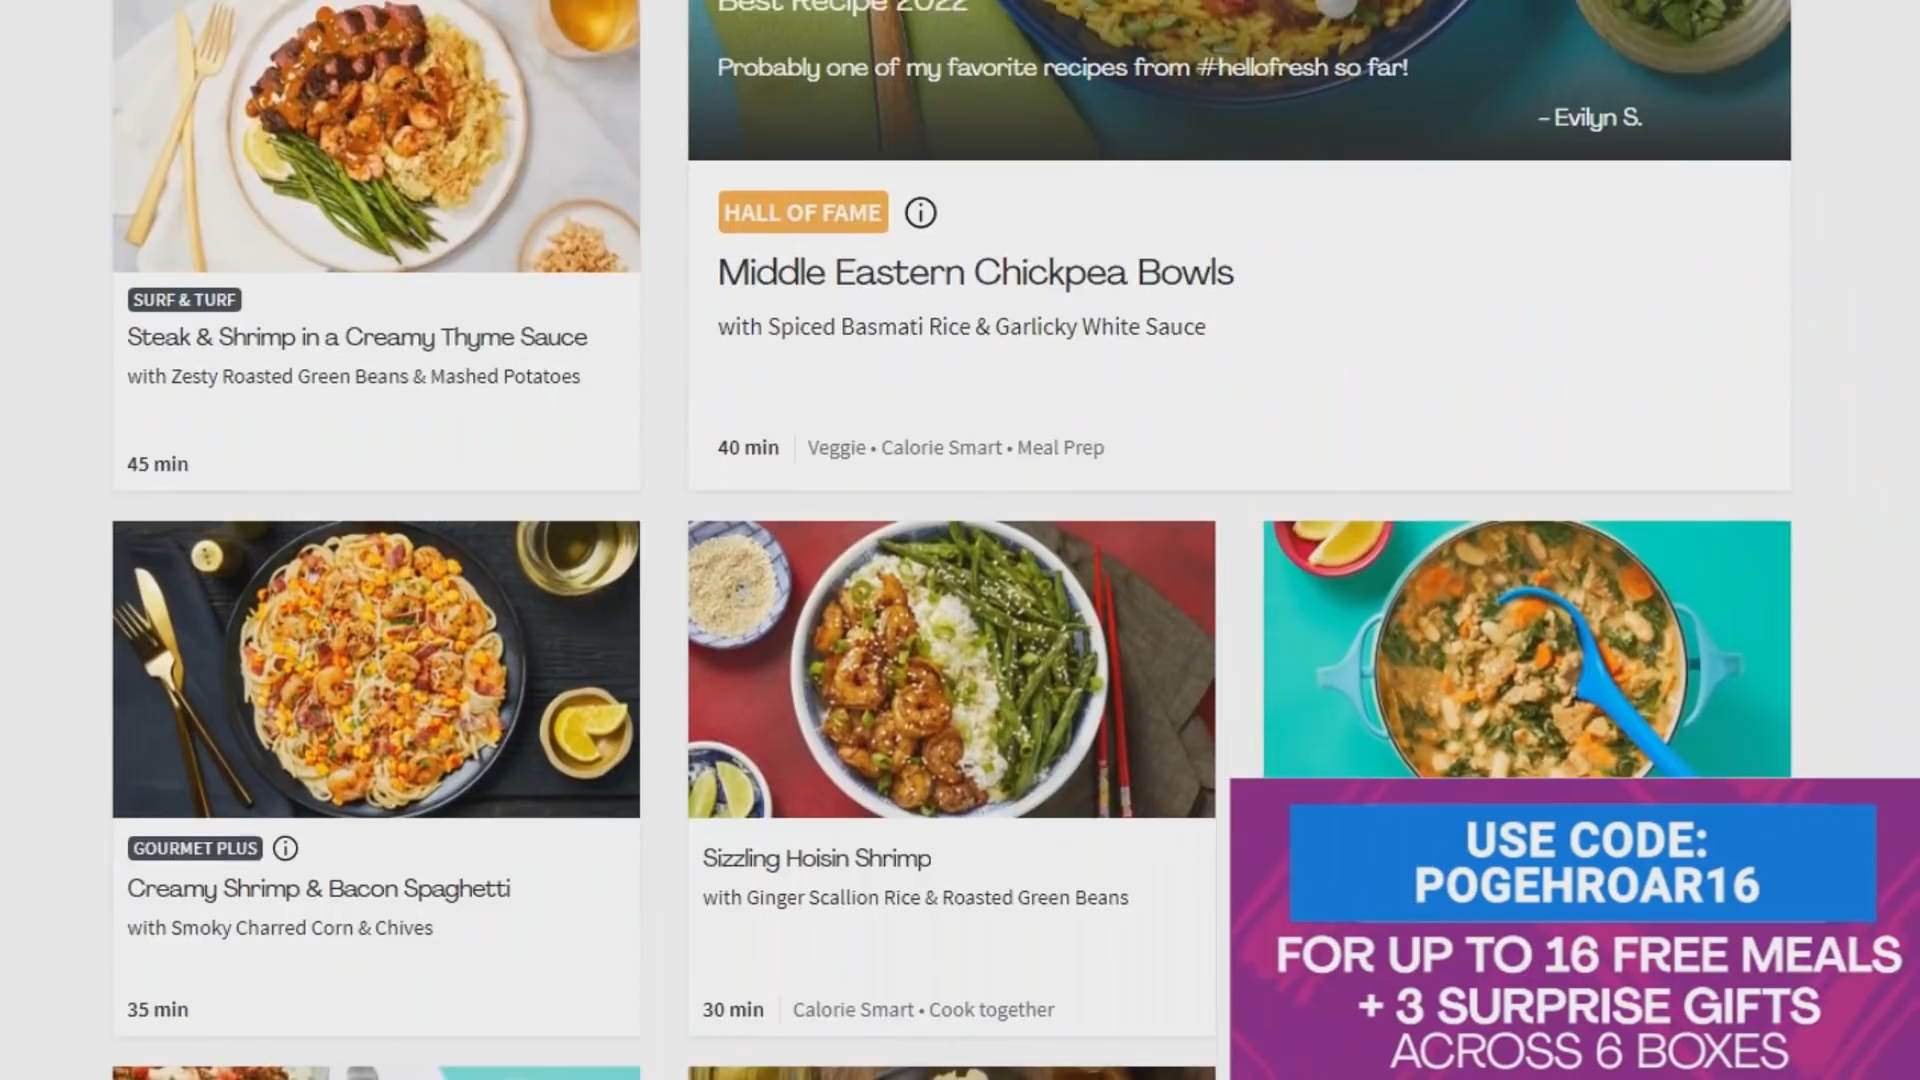 Best Recipe 2022
Probably one of my favorite recipes from #hellofresh so far!
– Evilyn S.
SURF & TURF
Steak & Shrimp in a Creamy Thyme Sauce
with Zesty Roasted Green Beans & Mashed Potatoes
45 min
HALL OF FAME
Middle Eastern Chickpea Bowls
with Spiced Basmati Rice & Garlicky White Sauce
40 min Veggie • Calorie Smart • Meal Prep
GOURMET PLUS
Creamy Shrimp & Bacon Spaghetti
with Smoky Charred Corn & Chives
35 min
Sizzling Hoisin Shrimp
with Ginger Scallion Rice & Roasted Green Beans
30 min Calorie Smart • Cook together
USE CODE:
POGEHROAR16
FOR UP TO 16 FREE MEALS
+ 3 SURPRISE GIFTS
ACROSS 6 BOXES